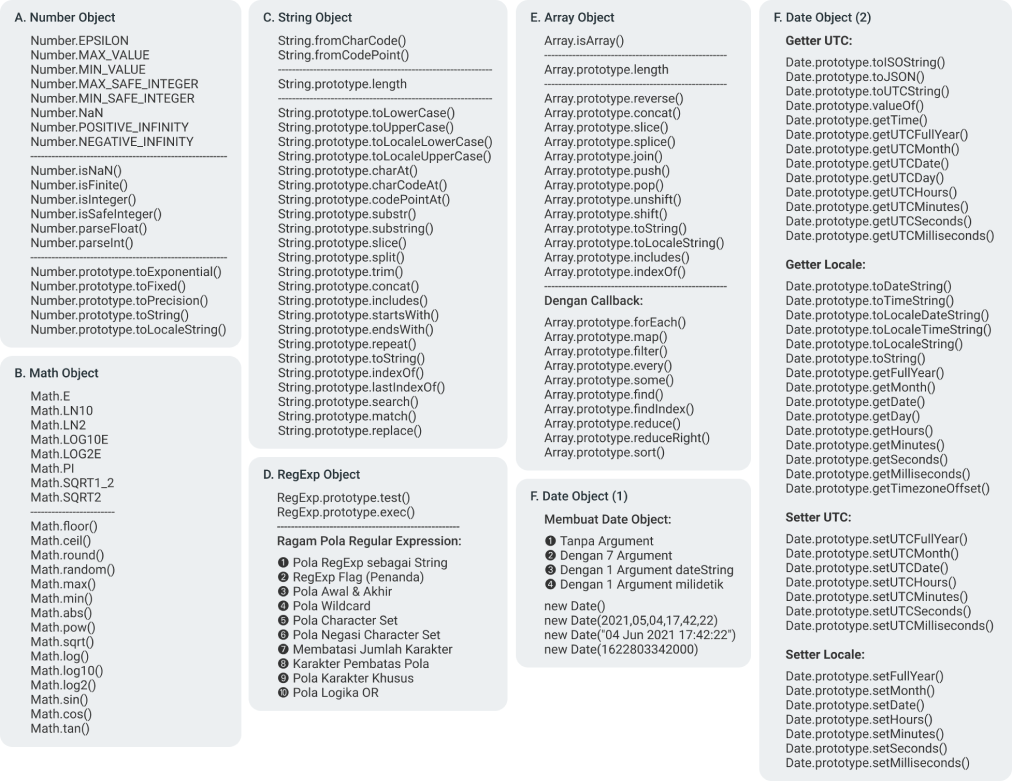 A. Number Object
Number.EPSILON
Number.MAX_VALUE
Number.MIN_VALUE
Number.MAX_SAFE_INTEGER
Number.MIN_SAFE_INTEGER
Number.NaN
Number.POSITIVE_INFINITY
Number.NEGATIVE_INFINITY
Number.isNaN()
Number.isFinite()
Number.isInteger()
Number.isSafeInteger()
Number.parseFloat()
Number.parseInt()
Number.prototype.toExponential()
Number.prototype.toFixed()
Number.prototype.toPrecision()
Number.prototype.toString()
Number.prototype.toLocaleString()
B. Math Object
Math.E
Math.LN10
Math.LN2
Math.LOG10E
Math.LOG2E
Math.PI
Math.SQRT1_2
Math.SQRT2
Math.floor()
Math.ceil()
Math.round()
Math.random()
Math.max()
Math.min()
Math.abs()
Math.pow()
Math.sqrt()
Math.log()
Math.log10()
Math.log2()
Math.sin()
Math.cos()
Math.tan()
C. String Object
String.fromCharCode()
String.fromCodePoint()
String.prototype.length
String.prototype.toLowerCase()
String.prototype.toUpperCase()
String.prototype.toLocaleLowerCase()
String.prototype.toLocaleUpperCase()
String.prototype.charAt()
String.prototype.charCodeAt()
String.prototype.codePointAt()
String.prototype.substr()
String.prototype.substring()
String.prototype.slice()
String.prototype.split()
String.prototype.trim()
String.prototype.concat()
String.prototype.includes()
String.prototype.startsWith()
String.prototype.endsWith()
String.prototype.repeat()
String.prototype.toString()
String.prototype.indexOf()
String.prototype.lastIndexOf()
String.prototype.search()
String.prototype.match()
String.prototype.replace()
D. RegExp Object
RegExp.prototype.test()
RegExp.prototype.exec()
Ragam Pola Regular Expression:
❶ Pola RegExp sebagai String
❷ RegExp Flag (Penanda)
❸ Pola Awal & Akhir
❹ Pola Wildcard
❺ Pola Character Set
❻ Pola Negasi Character Set
❼ Membatasi Jumlah Karakter
❽ Karakter Pembatas Pola
❾ Pola Karakter Khusus
❿ Pola Logika OR
E. Array Object
Array.isArray()
Array.prototype.length
Array.prototype.reverse()
Array.prototype.concat()
Array.prototype.slice()
Array.prototype.splice()
Array.prototype.join()
Array.prototype.push()
Array.prototype.pop()
Array.prototype.unshift()
Array.prototype.shift()
Array.prototype.toString()
Array.prototype.toLocaleString()
Array.prototype.includes()
Array.prototype.indexOf()
Dengan Callback:
Array.prototype.forEach()
Array.prototype.map()
Array.prototype.filter()
Array.prototype.every()
Array.prototype.some()
Array.prototype.find()
Array.prototype.findIndex()
Array.prototype.reduce()
Array.prototype.reduceRight()
Array.prototype.sort()
F. Date Object (1)
Membuat Date Object:
❶ Tanpa Argument
❷ Dengan 7 Argument
❸ Dengan 1 Argument dateString
❹ Dengan 1 Argument milidetik
new Date()
new Date(2021,05,04,17,42,22)
new Date("04 Jun 2021 17:42:22")
new Date(1622803342000)
F. Date Object (2)
Getter UTC:
Date.prototype.toISOString()
Date.prototype.toJSON()
Date.prototype.toUTCString()
Date.prototype.valueOf()
Date.prototype.getTime()
Date.prototype.getUTCFullYear()
Date.prototype.getUTCMonth()
Date.prototype.getUTCDate()
Date.prototype.getUTCDay()
Date.prototype.getUTCHours()
Date.prototype.getUTCMinutes()
Date.prototype.getUTCSeconds()
Date.prototype.getUTCMilliseconds()
Getter Locale:
Date.prototype.toDateString()
Date.prototype.toTimeString()
Date.prototype.toLocaleDateString()
Date.prototype.toLocaleTimeString()
Date.prototype.toLocaleString()
Date.prototype.toString()
Date.prototype.getFullYear()
Date.prototype.getMonth()
Date.prototype.getDate()
Date.prototype.getDay()
Date.prototype.getHours()
Date.prototype.getMinutes()
Date.prototype.getSeconds()
Date.prototype.getMilliseconds()
Date.prototype.getTimezoneOffset()
Setter UTC:
Date.prototype.setUTCFullYear()
Date.prototype.setUTCMonth()
Date.prototype.setUTCDate()
Date.prototype.setUTCHours()
Date.prototype.setUTCMinutes()
Date.prototype.setUTCSeconds()
Date.prototype.setUTCMilliseconds()
Setter Locale:
Date.prototype.setFullYear()
Date.prototype.setMonth()
Date.prototype.setDate()
Date.prototype.setHours()
Date.prototype.setMinutes()
Date.prototype.setSeconds()
Date.prototype.setMilliseconds()